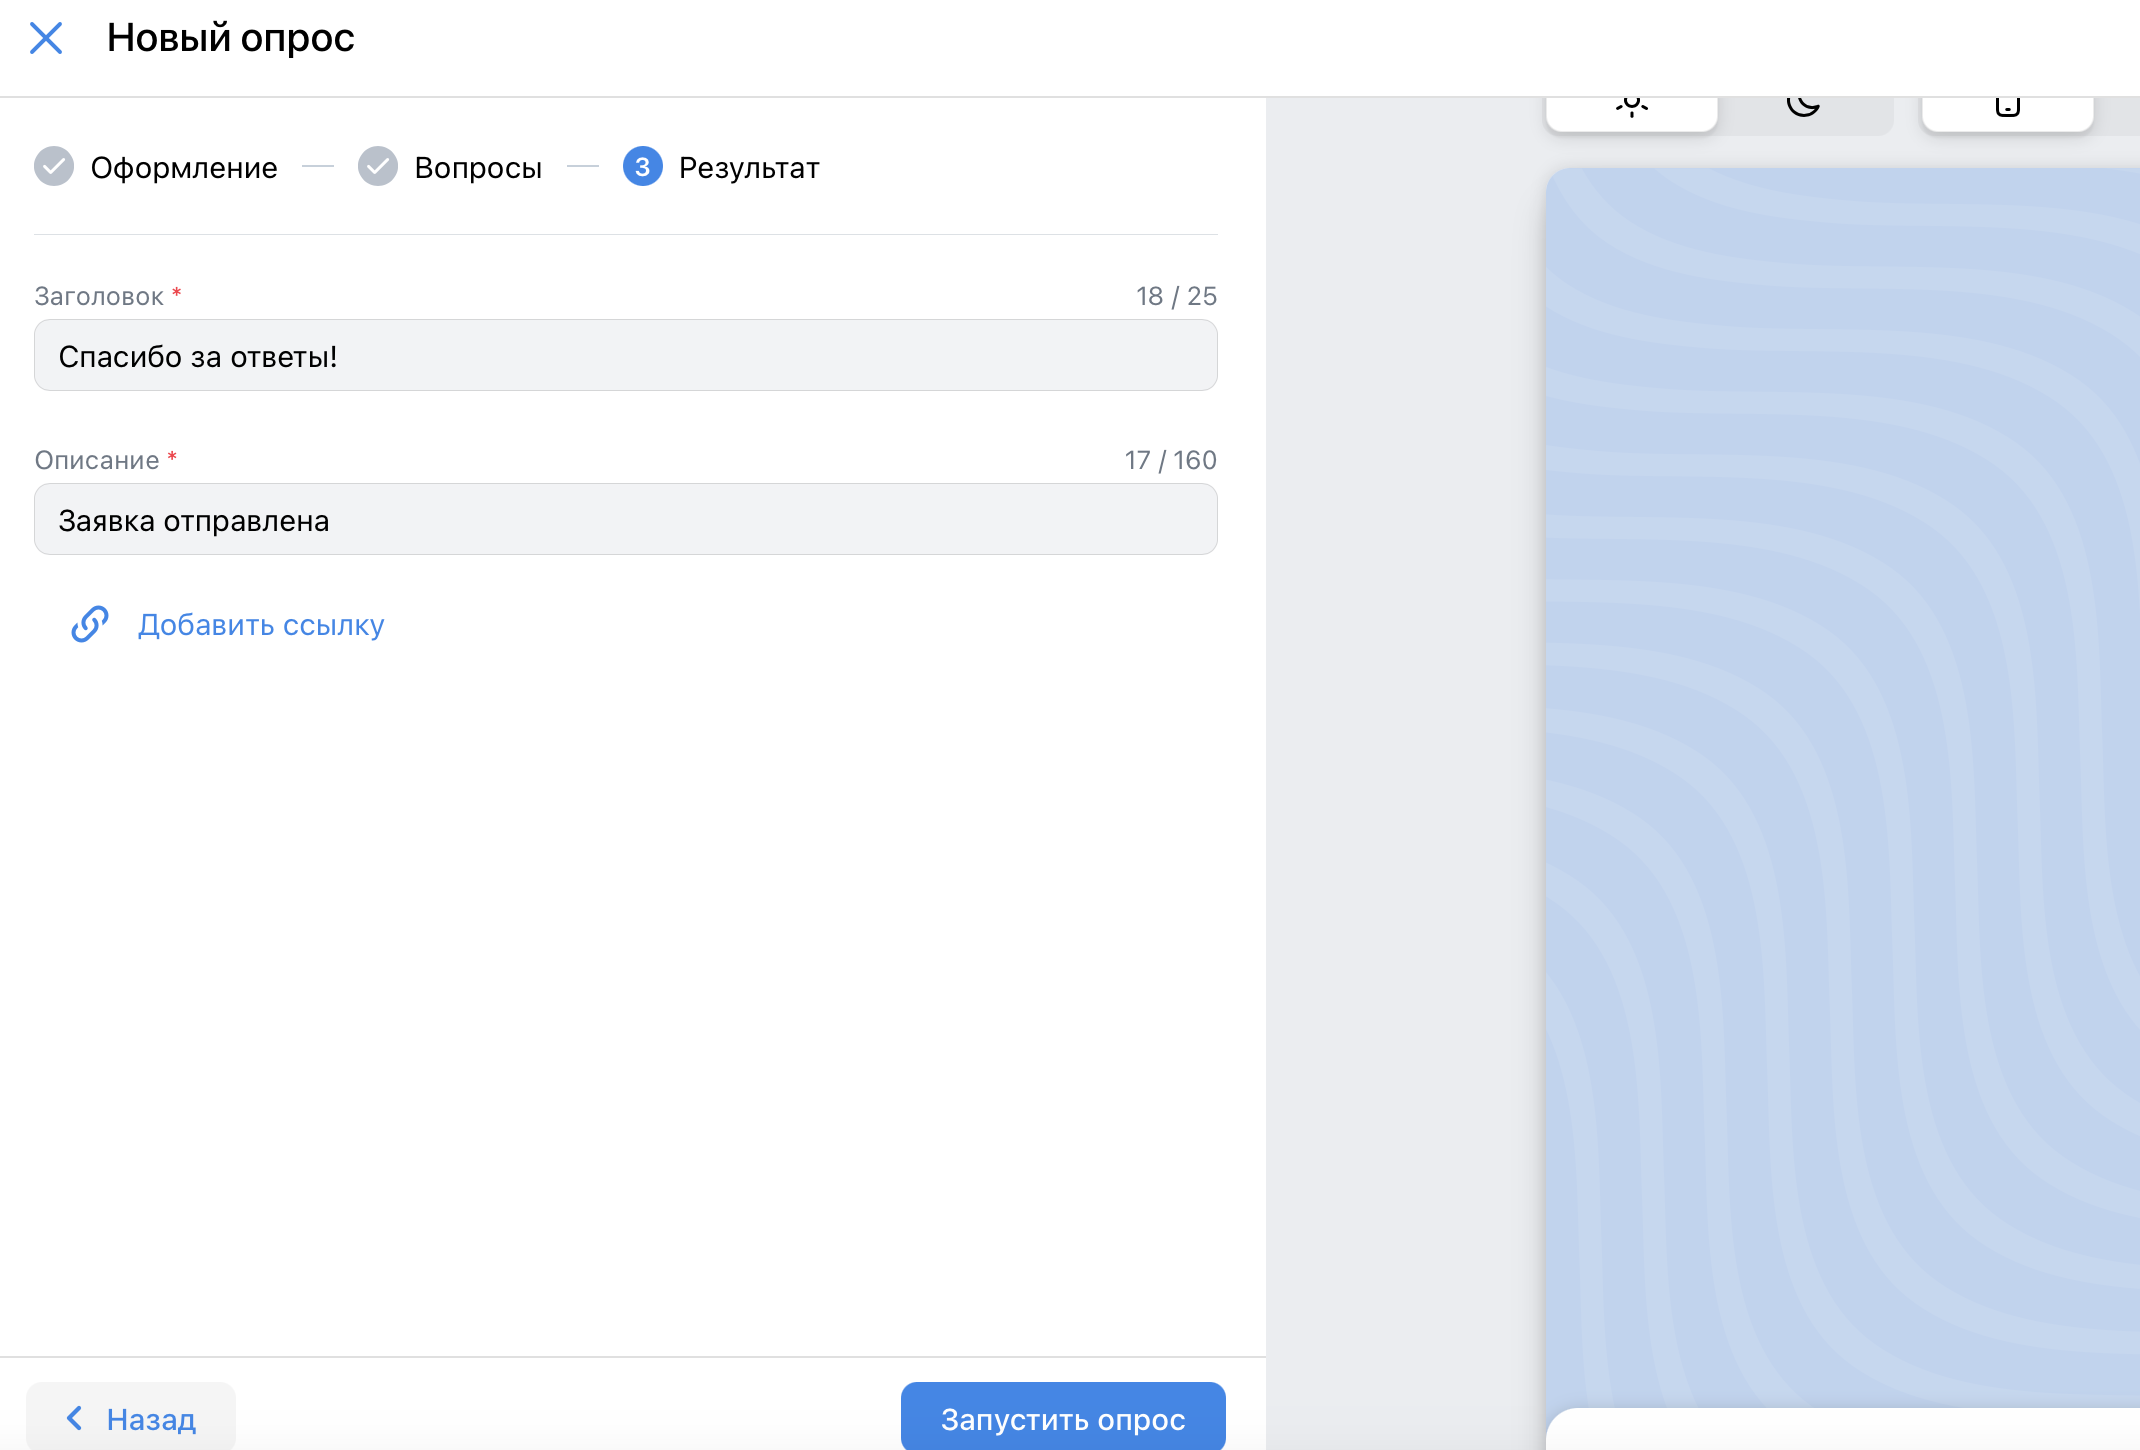 Новый опрос
Оформление — Вопросы — 3 Результат
Заголовок * 18 / 25
Спасибо за ответы!
Описание * 17 / 160
Заявка отправлена
Добавить ссылку
Назад Запустить опрос